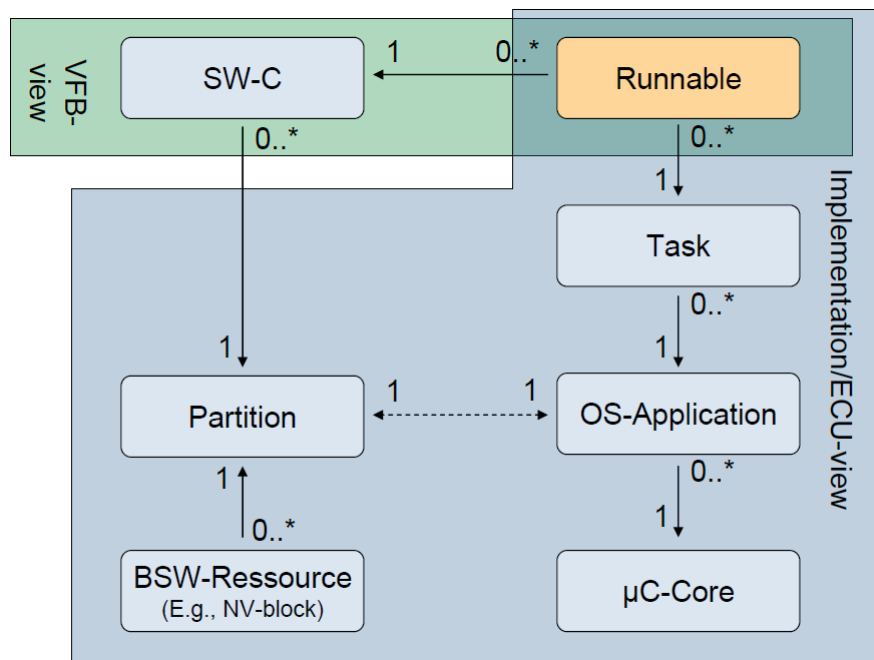 VFB-
view
SW-C
1
0..*
Runnable
0..*
0..*
1
Task
0..*
1
1
Partition
1
1
OS-Application
1
0..*
0..*
1
BSW-Ressource
(E.g., NV-block)
µC-Core
Implementation/ECU-view